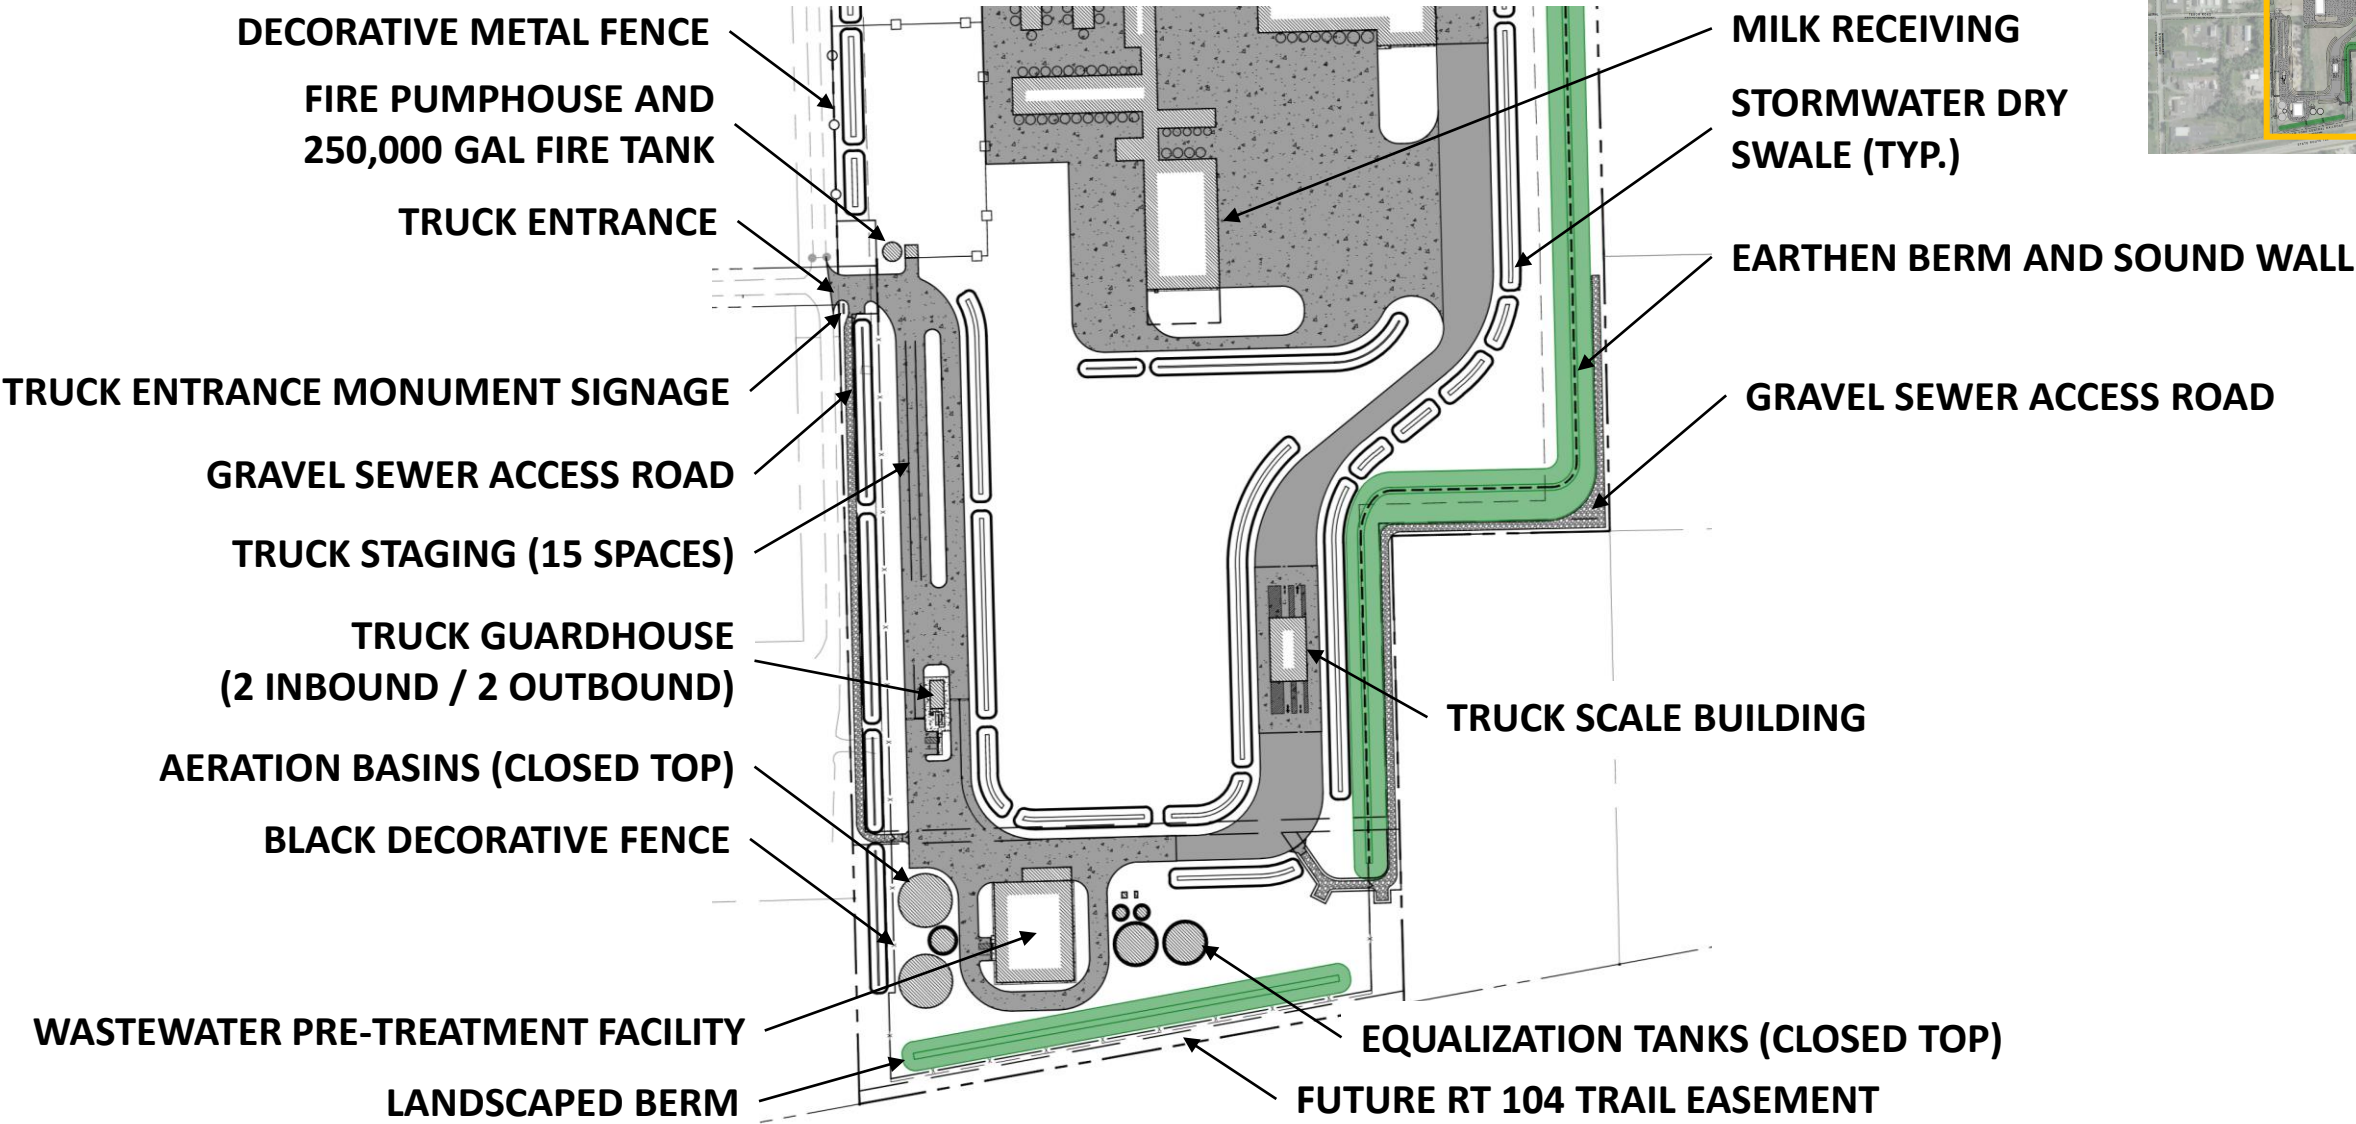 DECORATIVE METAL FENCE
FIRE PUMPHOUSE AND
250,000 GAL FIRE TANK
TRUCK ENTRANCE
TRUCK ENTRANCE MONUMENT SIGNAGE
GRAVEL SEWER ACCESS ROAD
TRUCK STAGING (15 SPACES)
TRUCK GUARDHOUSE
(2 INBOUND / 2 OUTBOUND)
AERATION BASINS (CLOSED TOP)
BLACK DECORATIVE FENCE
WASTEWATER PRE-TREATMENT FACILITY
LANDSCAPED BERM
MILK RECEIVING
STORMWATER DRY
SWALE (TYP.)
EARTHEN BERM AND SOUND WALL
GRAVEL SEWER ACCESS ROAD
TRUCK SCALE BUILDING
EQUALIZATION TANKS (CLOSED TOP)
FUTURE RT 104 TRAIL EASEMENT